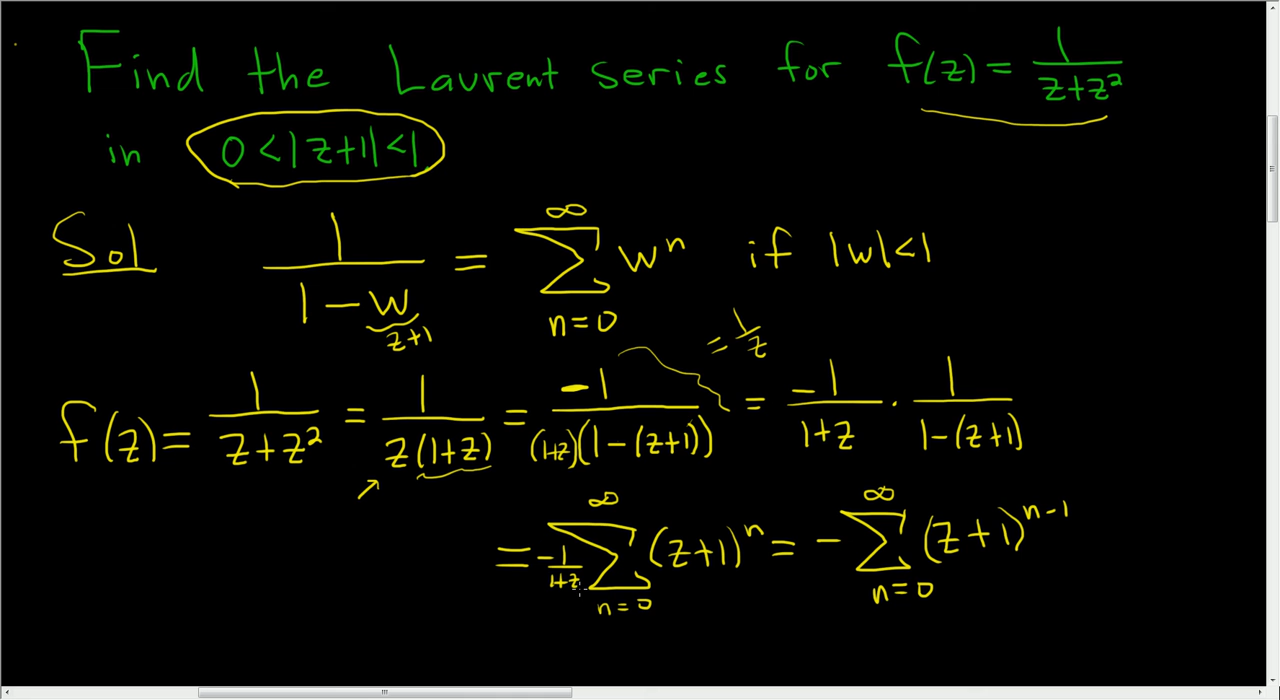 Find the Laurent series for f(z) = 1/(z+z²)
in 0<|z+1|<1
Sol 1/(1-w) = ∑_{n=0}^{∞} wⁿ if |w|<1
z+1
= 1/z
f(z) = 1/(z+z²) = 1/(z(1+z)) = -1/((1+z)(1-(z+1))) = -1/(1+z) · 1/(1-(z+1))
= -1/(1+z) ∑_{n=0}^{∞} (z+1)ⁿ = - ∑_{n=0}^{∞} (z+1)^{n-1}